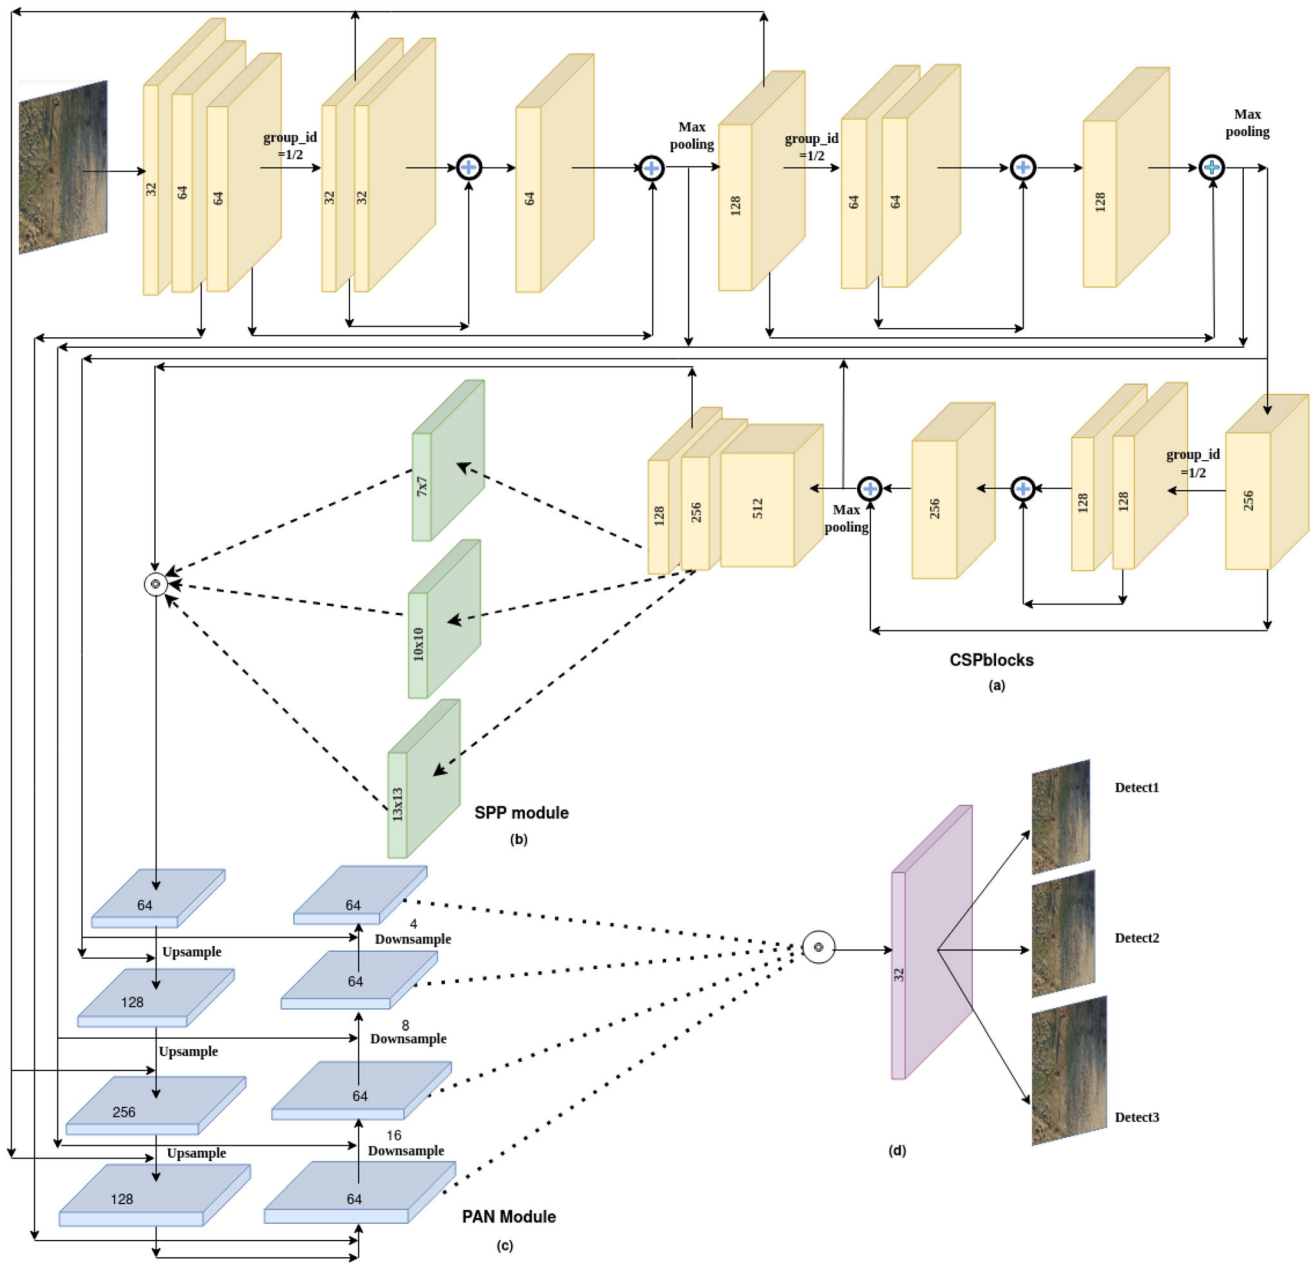 32
64
64
group_id
=1/2
32
32
64
Max
pooling
128
group_id
=1/2
64
64
128
Max
pooling
128
256
512
Max
pooling
256
128
128
group_id
=1/2
256
CSPblocks
(a)
7x7
10x10
13x13
SPP module
(b)
64
Upsample
128
Upsample
256
Upsample
128
64
4
Downsample
64
8
Downsample
64
16
Downsample
64
PAN Module
(c)
32
(d)
Detect1
Detect2
Detect3